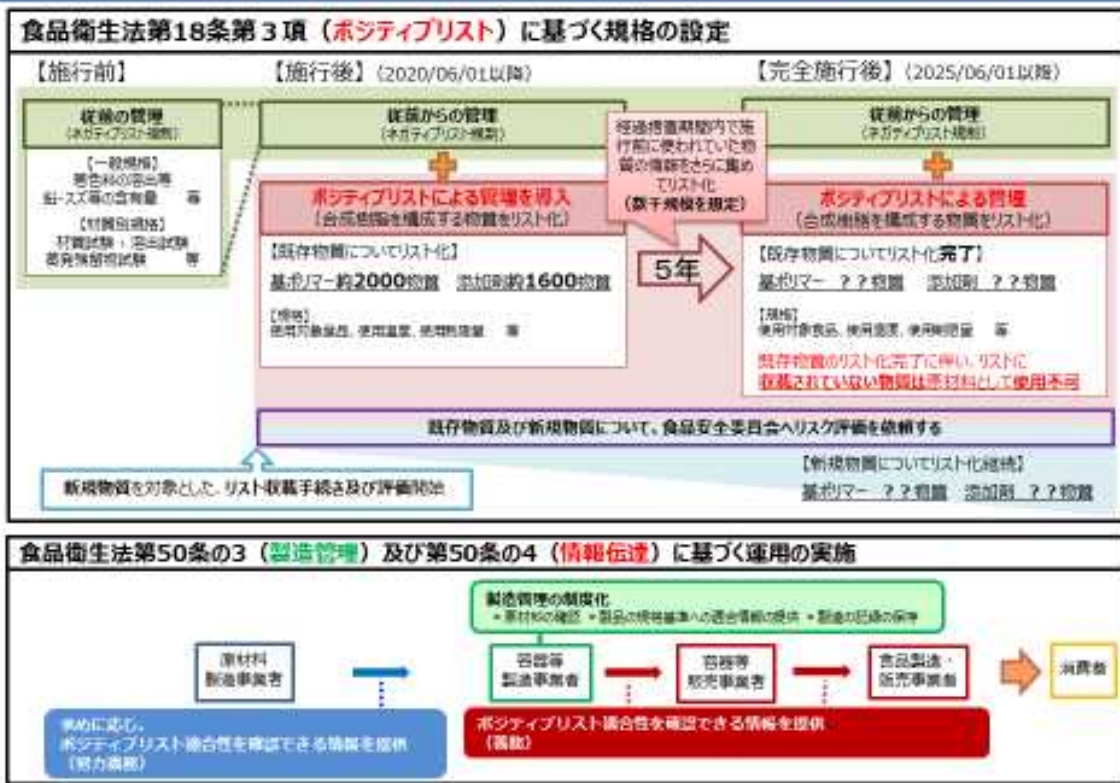 食品衛生法第18条第3項（ポジティブリスト）に基づく規格の設定
【施行前】
【施行後】(2020/06/01以降)
【完全施行後】(2025/06/01以降)
従前の管理
(ネガティブリスト規制)
【一般規格】
着色料の溶出等
鉛・スズ等の含有量　等
【材質別規格】
材質試験・溶出試験
蒸発残留物試験　等
従前からの管理
(ネガティブリスト規制)
ポジティブリストによる管理を導入
(合成樹脂を構成する物質をリスト化)
【既存物質についてリスト化】
基ポリマー約2000物質　添加剤約1600物質
【規格】
使用対象食品、使用温度、使用制限量　等
経過措置期間内で施
行前に使われていた物
質の情報をさらに集め
てリスト化
(数千規模を想定)
5年
従前からの管理
(ネガティブリスト規制)
ポジティブリストによる管理
(合成樹脂を構成する物質をリスト化)
【既存物質についてリスト化完了】
基ポリマー　？？物質　添加剤　？？物質
【規格】
使用対象食品、使用温度、使用制限量　等
既存物質のリスト化完了に伴い、リストに
収載されていない物質は原材料として使用不可
既存物質及び新規物質について、食品安全委員会へリスク評価を依頼する
新規物質を対象とした、リスト収載手続き及び評価開始
【新規物質についてリスト化継続】
基ポリマー　？？物質　添加剤　？？物質
食品衛生法第50条の3（製造管理）及び第50条の4（情報伝達）に基づく運用の実施
製造管理の制度化
・原材料の確認 ・製品の規格基準への適合情報の提供 ・製造の記録の保存
原材料
製造事業者
容器等
製造事業者
容器等
販売事業者
食品製造・
販売事業者
消費者
求めに応じ、
ポジティブリスト適合性を確認できる情報を提供
(努力義務)
ポジティブリスト適合性を確認できる情報を提供
(義務)